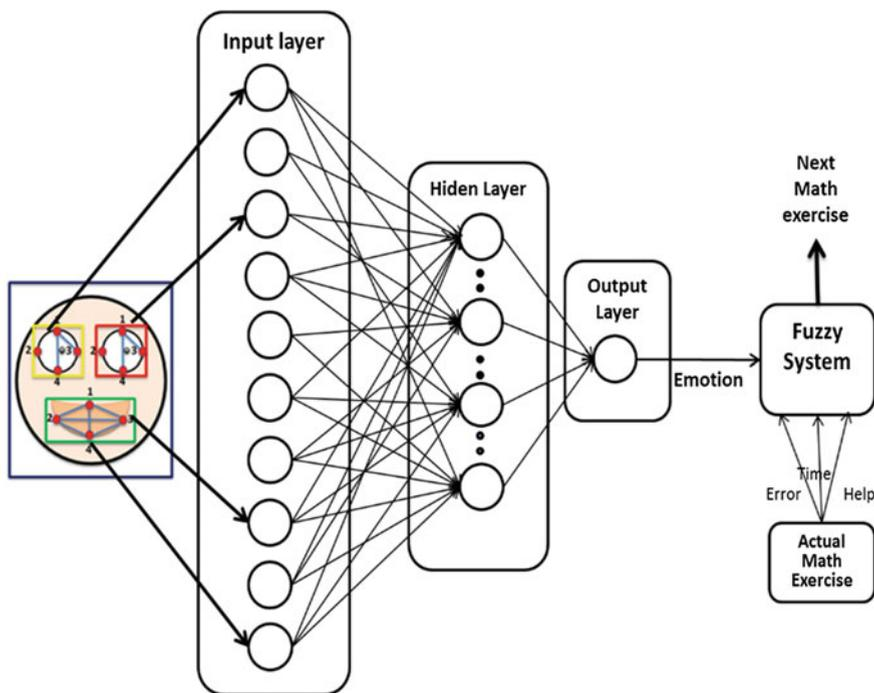 Input layer
Hiden Layer
Output
Layer
Emotion
Next
Math
exercise
Fuzzy
System
Time
Error
Help
Actual
Math
Exercise
1
2
3
4
1
2
3
4
1
2
3
4